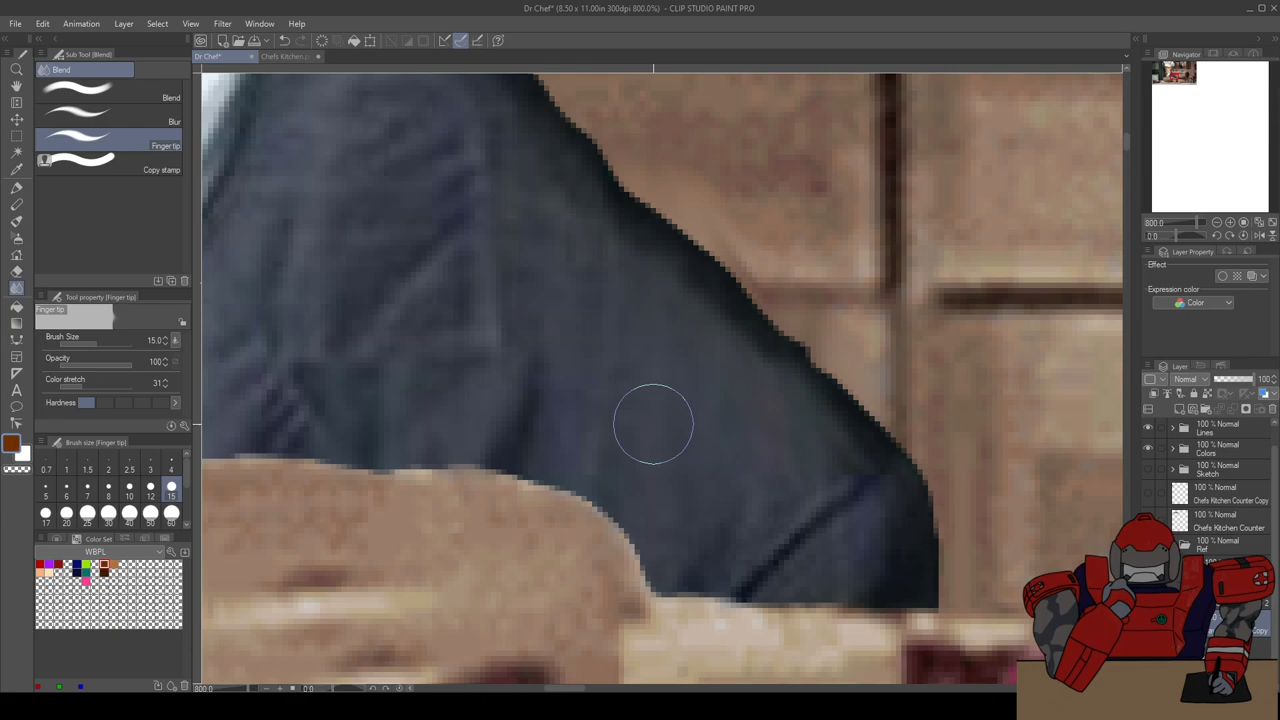 Dr Chef* (8.50 x 11.00in 300dpi 800.0%) - CLIP STUDIO PAINT PRO
File Edit Animation Layer Select View Filter Window Help
Sub Tool [Blend]
Dr Chef*
Chefs Kitchen
Navigator
Blend
Blend
Blur
Finger tip
Copy stamp
800.0
0.0
Layer Property
Effect
Expression color
Color
Tool property [Finger tip]
Finger tip
Brush Size 15.0
Opacity 100
Color stretch 31
Hardness
Layer
Normal 100
Brush size [Finger tip]
0.7 1 1.5 2 2.5 3 4
5 6 7 8 10 12 15
17 20 25 30 40 50 60
100 % Normal
Lines
100 % Normal
Colors
100 % Normal
Sketch
100 % Normal
Chefs Kitchen Counter Copy
100 % Normal
Chefs Kitchen Counter
100 % Normal
Ref
Color Set
WBPL
2
Copy
800.0
0.0